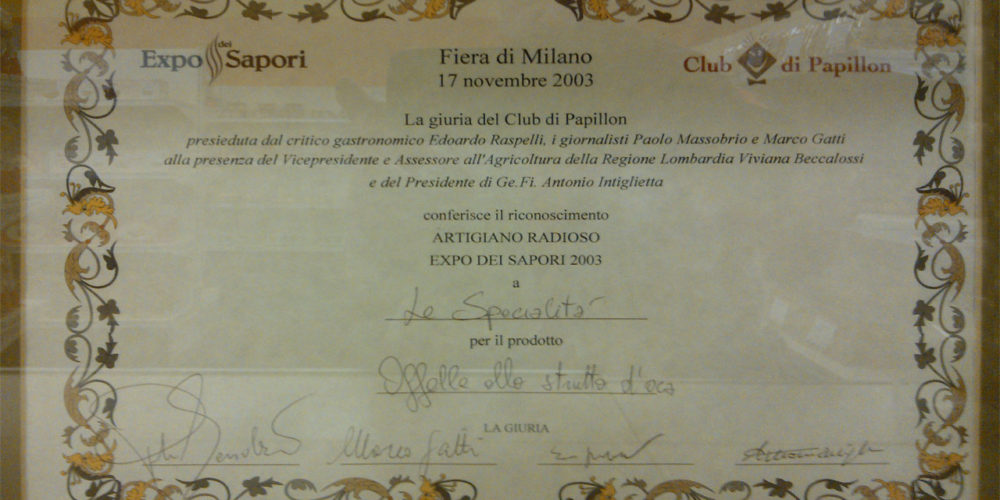 Expo dei Sapori
Fiera di Milano
17 novembre 2003
Club di Papillon
La giuria del Club di Papillon
presieduta dal critico gastronomico Edoardo Raspelli, i giornalisti Paolo Massobrio e Marco Gatti
alla presenza del Vicepresidente e Assessore all'Agricoltura della Regione Lombardia Viviana Beccalossi
e del Presidente di Ge.Fi. Antonio Intiglietta
conferisce il riconoscimento
ARTIGIANO RADIOSO
EXPO DEI SAPORI 2003
a
Le Specialità
per il prodotto
Offelle allo strutto d'oca
LA GIURIA
Marco Gatti